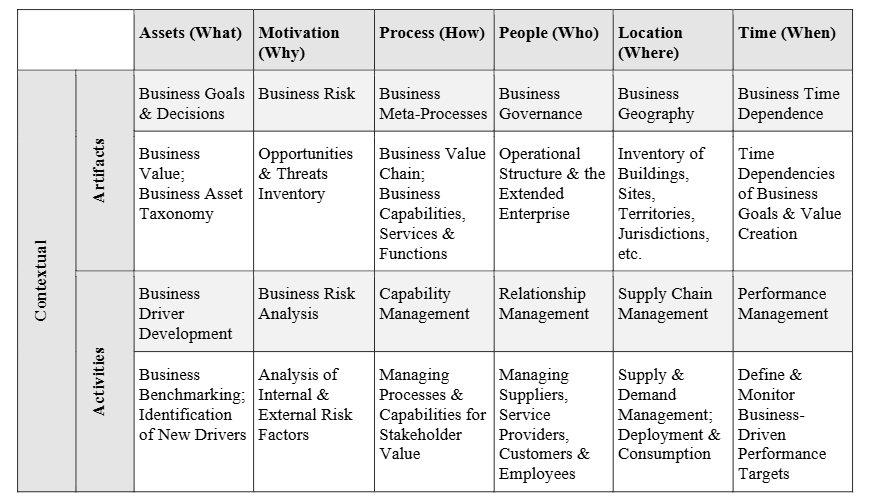 Assets (What)
Motivation
(Why)
Process (How)
People (Who)
Location
(Where)
Time (When)
Contextual
Artifacts
Business Goals
& Decisions
Business Risk
Business
Meta-Processes
Business
Governance
Business
Geography
Business Time
Dependence
Business
Value;
Business Asset
Taxonomy
Opportunities
& Threats
Inventory
Business Value
Chain;
Business
Capabilities,
Services &
Functions
Operational
Structure & the
Extended
Enterprise
Inventory of
Buildings,
Sites,
Territories,
Jurisdictions,
etc.
Time
Dependencies
of Business
Goals & Value
Creation
Activities
Business
Driver
Development
Business Risk
Analysis
Capability
Management
Relationship
Management
Supply Chain
Management
Performance
Management
Business
Benchmarking;
Identification
of New Drivers
Analysis of
Internal &
External Risk
Factors
Managing
Processes &
Capabilities for
Stakeholder
Value
Managing
Suppliers,
Service
Providers,
Customers &
Employees
Supply &
Demand
Management;
Deployment &
Consumption
Define &
Monitor
Business-
Driven
Performance
Targets